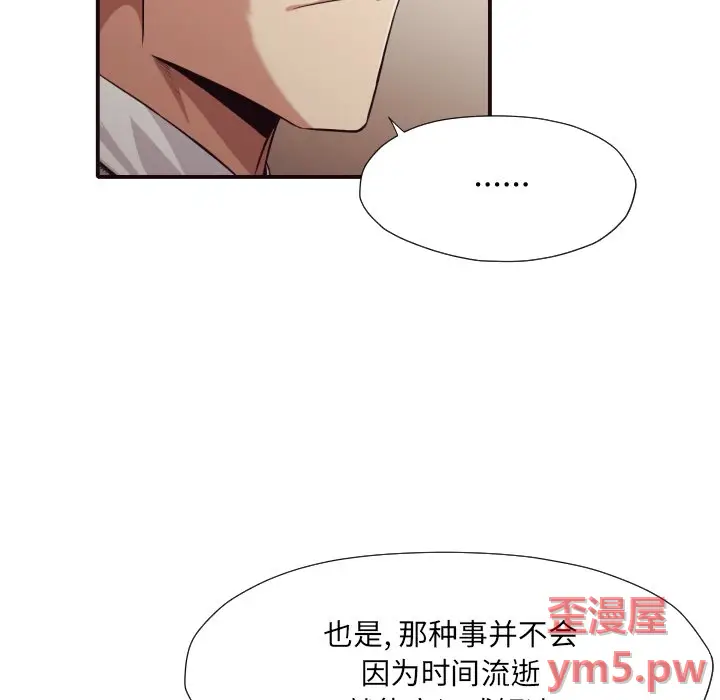 ......
也是, 那种事并不会
因为时间流逝
歪漫屋
ym5.pw